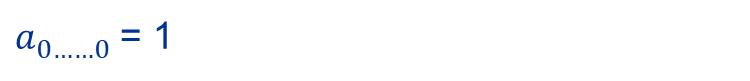 a₀……₀ = 1